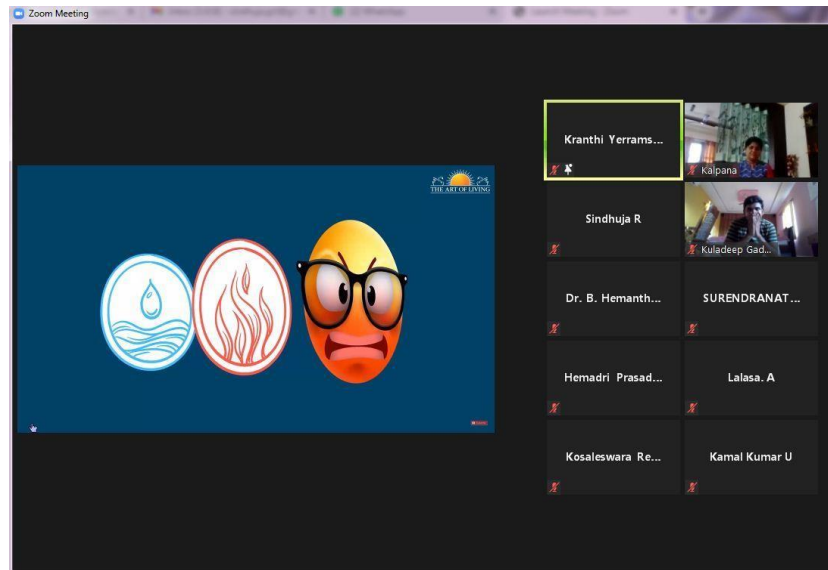 Zoom Meeting
THE ART OF LIVING
Kranthi Yerrams...
Kalpana
Sindhuja R
Kuladeep Gad...
Dr. B. Hemanth...
SURENDRANAT...
Hemadri Prasad...
Lalasa. A
Kosaleswara Re...
Kamal Kumar U